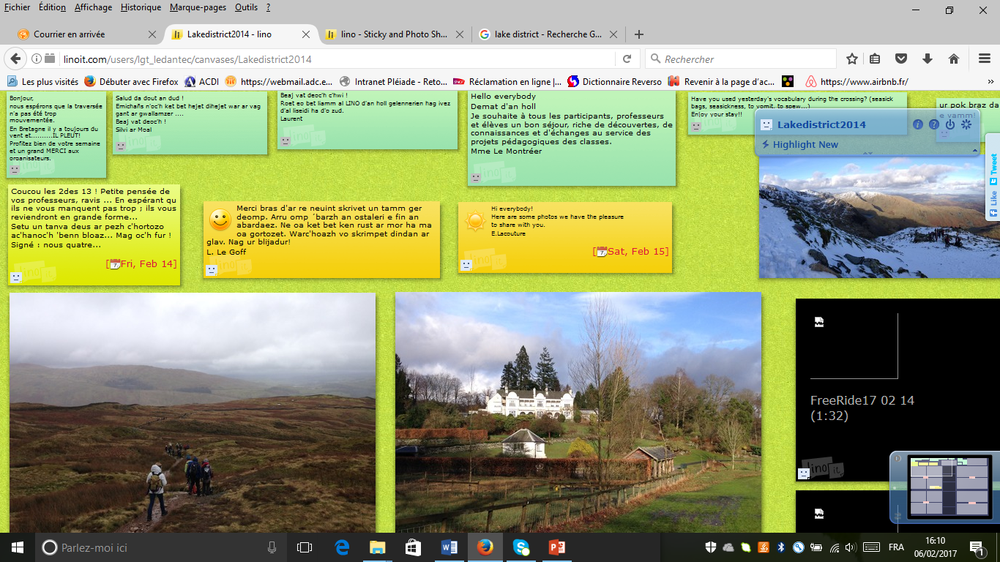 Fichier Édition Affichage Historique Marque-pages Outils ?
Courrier en arrivée
Lakedistrict2014 - lino
lino - Sticky and Photo Sh...
lake district - Recherche G...
linoit.com/users/lgt_ledantec/canvases/Lakedistrict2014
Rechercher
Les plus visités
Débuter avec Firefox
ACDI
https://webmail.adc.e...
Intranet Pléiade - Reto...
Réclamation en ligne |...
Dictionnaire Reverso
Revenir à la page d'ac...
https://www.airbnb.fr/
Bonjour,
nous espérons que la traversée
n'a pas été trop
mouvementée.
En Bretagne il y a toujours du
vent et..........IL PLEUT!
Profitez bien de votre semaine
et un grand MERCI aux
organisateurs.
Salud da dout an dud !
Emichañs n'oc'h ket bet hejet dihejet war ar vag
gant ar gwallamzer ....
Beaj vat deoc'h !
Silvi ar Moal
Beaj vat deoc'h c'hwi !
Roet eo bet liamm al LINO d'an holl gelennerien hag ivez
d'al liseidi ha d'o zud.
Laurent
Hello everybody
Demat d'an holl
Je souhaite à tous les participants, professeurs
et élèves un bon séjour, riche de découvertes, de
connaissances et d'échanges au service des
projets pédagogiques des classes.
Mme Le Montréer
Have you used yesterday's vocabulary during the crossing? (seasick
bags, seasickness, to vomit, to spew...)
Enjoy your stay!!
ur pok braz da
e vamm!
Lakedistrict2014
Highlight New
Tweet
Like
Coucou les 2des 13 ! Petite pensée de
vos professeurs, ravis ... En espérant qu
ils ne vous manquent pas trop ; ils vous
reviendront en grande forme...
Setu un tanva deus ar pezh c'hortozo
ac'hanoc'h 'benn bloaz... Mag oc'h fur !
Signé : nous quatre...
[7 Fri, Feb 14]
Merci bras d'ar re neuint skrivet un tamm ger
deomp. Arru omp ´barzh an ostaleri e fin an
abardaez. Ne oa ket bet ken rust ar mor ha ma
oa gortozet. Warc'hoazh vo skrimpet dindan ar
glav. Nag ur blijadur!
L. Le Goff
Hi everybody!
Here are some photos we have the pleasure
to share with you.
E.Lacouture
[7 Sat, Feb 15]
FreeRide17 02 14
(1:32)
lino it
Parlez-moi ici
FRA
16:10
06/02/2017
1